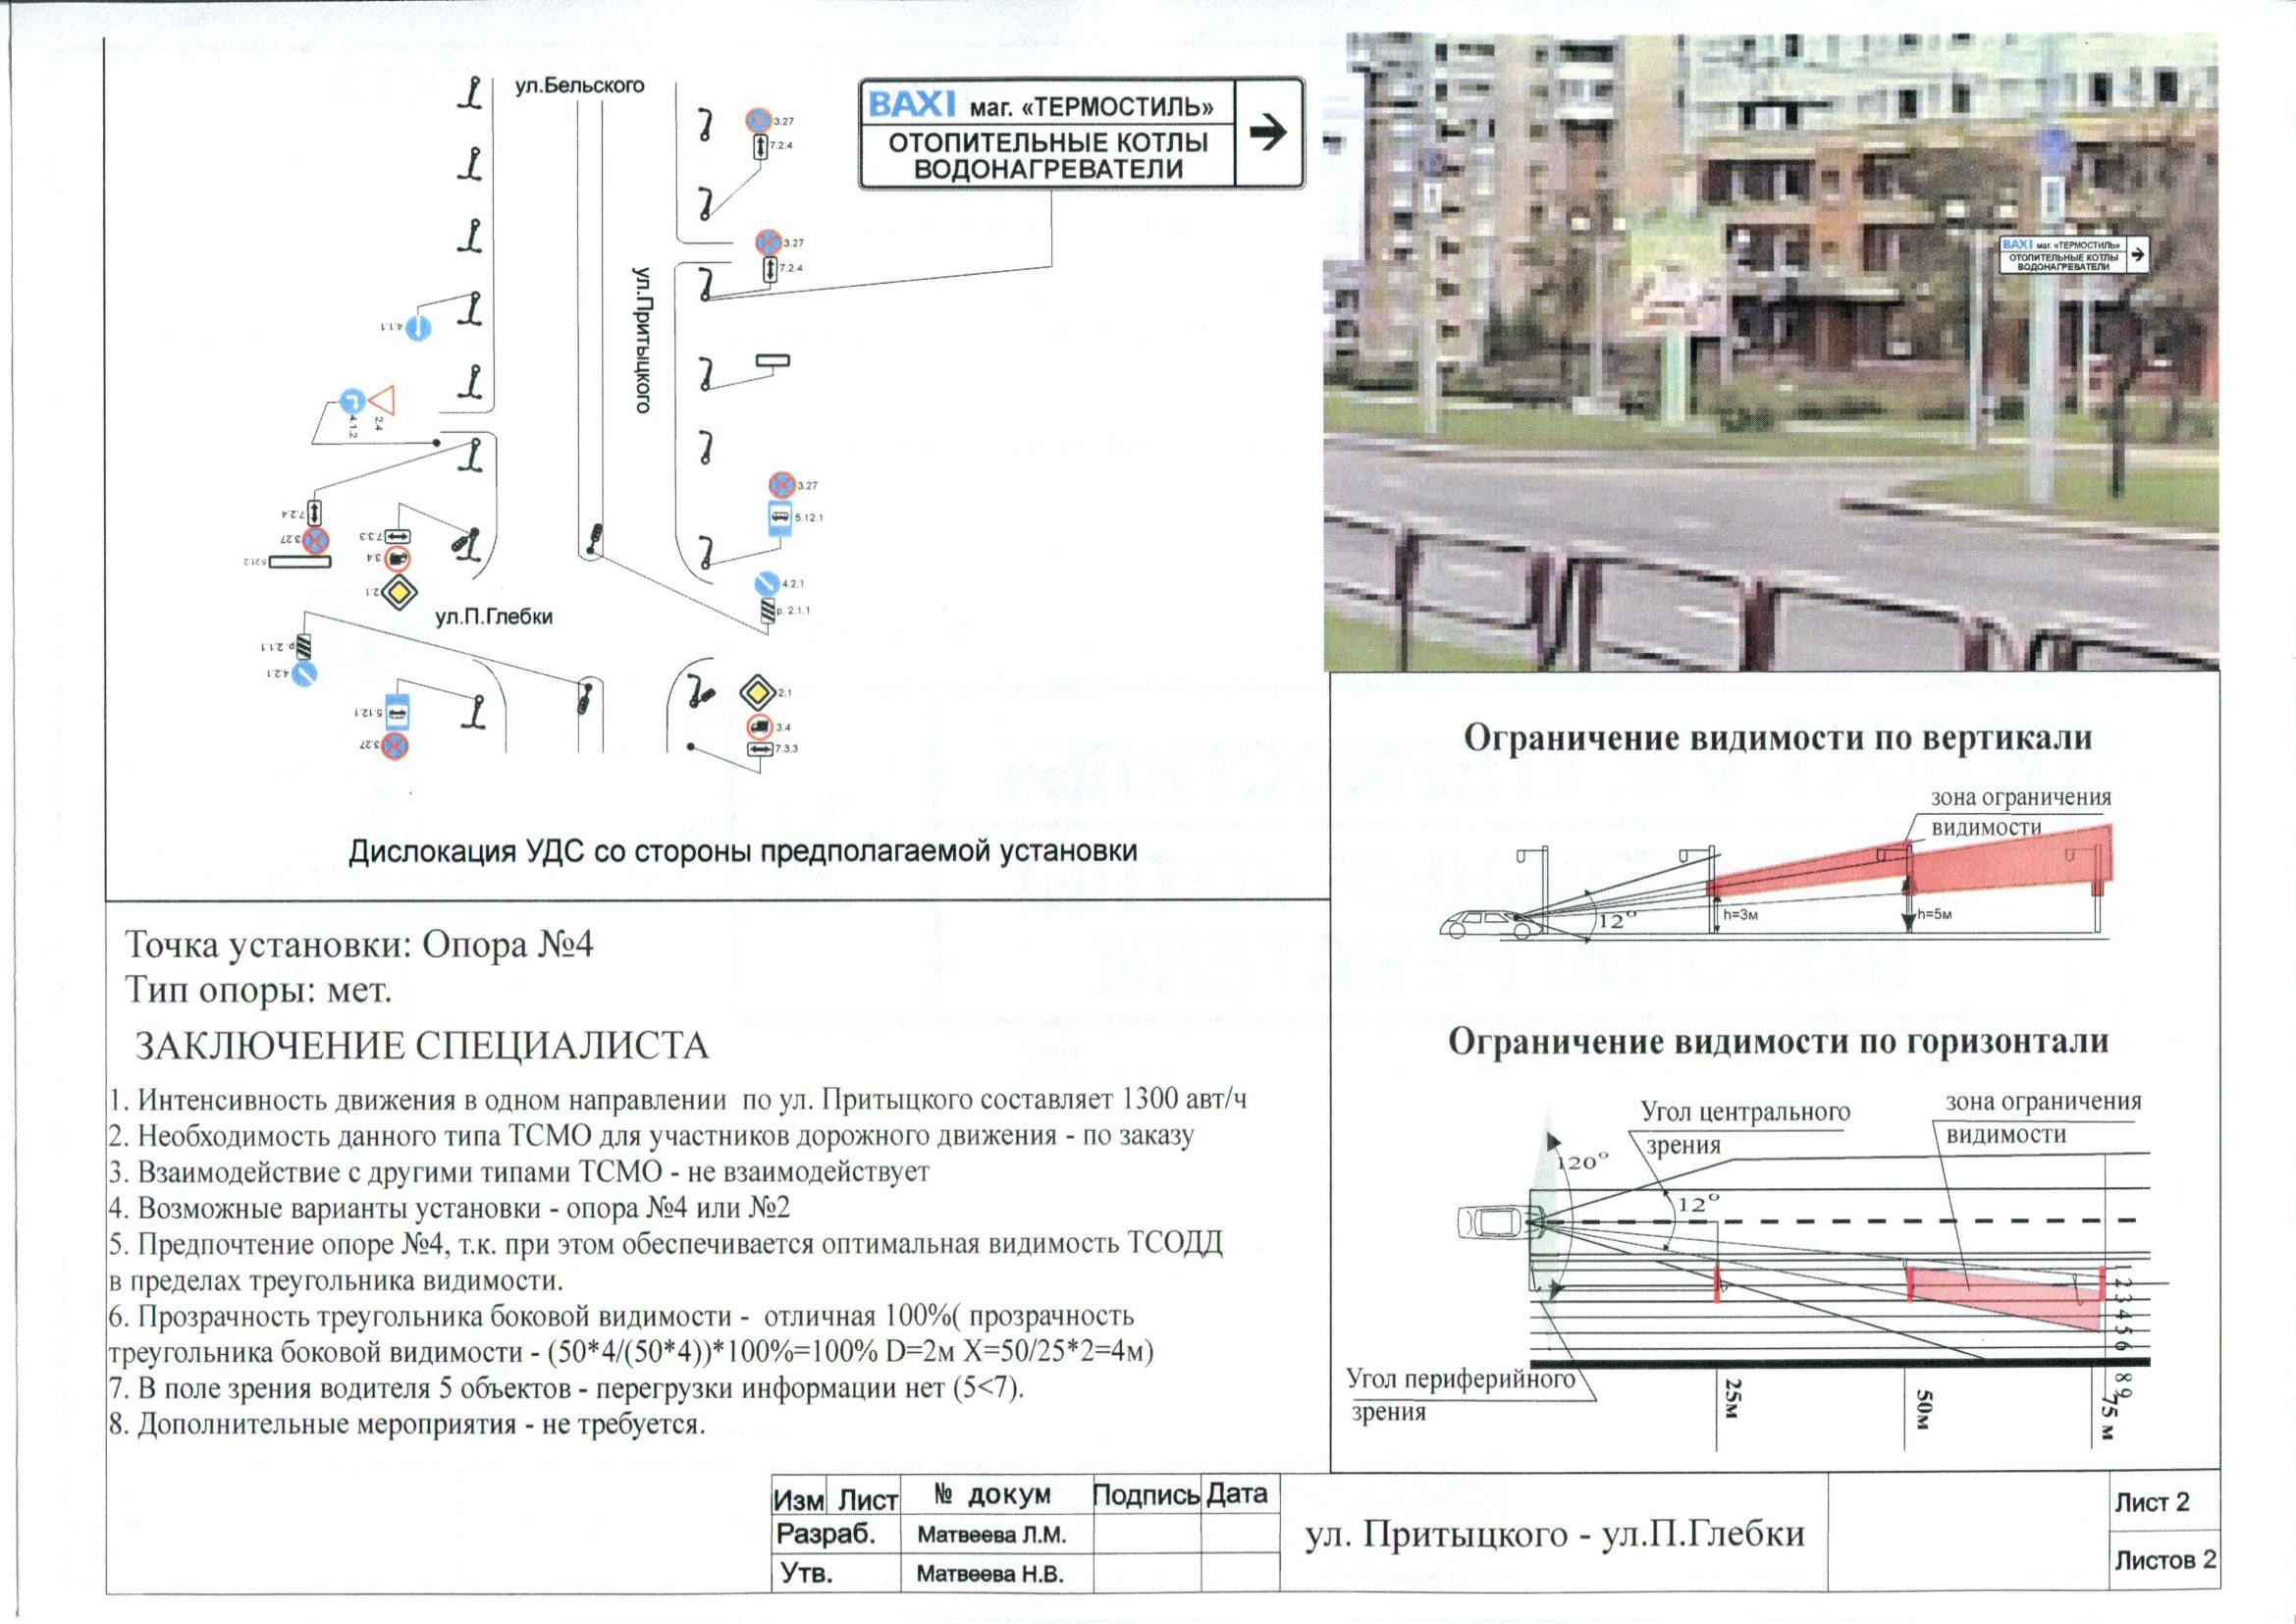 ул.Бельского
BAXI маг. «ТЕРМОСТИЛЬ»
ОТОПИТЕЛЬНЫЕ КОТЛЫ
ВОДОНАГРЕВАТЕЛИ
3.27
7.2.4
3.27
7.2.4
ул.Притыцкого
4.1.1
4.1.2
2.4
7.2.4
3.27
5.21.2
7.3.3
3.4
2.1
3.27
5.12.1
4.2.1
р. 2.1.1
ул.П.Глебки
р. 2.1.1
4.2.1
5.12.1
3.27
2.1
3.4
7.3.3
Дислокация УДС со стороны предполагаемой установки
BAXI маг. «ТЕРМОСТИЛЬ»
ОТОПИТЕЛЬНЫЕ КОТЛЫ
ВОДОНАГРЕВАТЕЛИ
Ограничение видимости по вертикали
зона ограничения
видимости
12°
h=3м
h=5м
Ограничение видимости по горизонтали
Угол центрального
зрения
зона ограничения
видимости
120°
12°
1 2 3 4 5 6
8 9
Угол периферийного
зрения
25м
50м
75 м
Точка установки: Опора №4
Тип опоры: мет.
ЗАКЛЮЧЕНИЕ СПЕЦИАЛИСТА
1. Интенсивность движения в одном направлении по ул. Притыцкого составляет 1300 авт/ч
2. Необходимость данного типа ТСМО для участников дорожного движения - по заказу
3. Взаимодействие с другими типами ТСМО - не взаимодействует
4. Возможные варианты установки - опора №4 или №2
5. Предпочтение опоре №4, т.к. при этом обеспечивается оптимальная видимость ТСОДД
в пределах треугольника видимости.
6. Прозрачность треугольника боковой видимости - отличная 100%( прозрачность
треугольника боковой видимости - (50*4/(50*4))*100%=100% D=2м X=50/25*2=4м)
7. В поле зрения водителя 5 объектов - перегрузки информации нет (5<7).
8. Дополнительные мероприятия - не требуется.
Изм Лист № докум Подпись Дата
Разраб. Матвеева Л.М.
Утв. Матвеева Н.В.
ул. Притыцкого - ул.П.Глебки
Лист 2
Листов 2